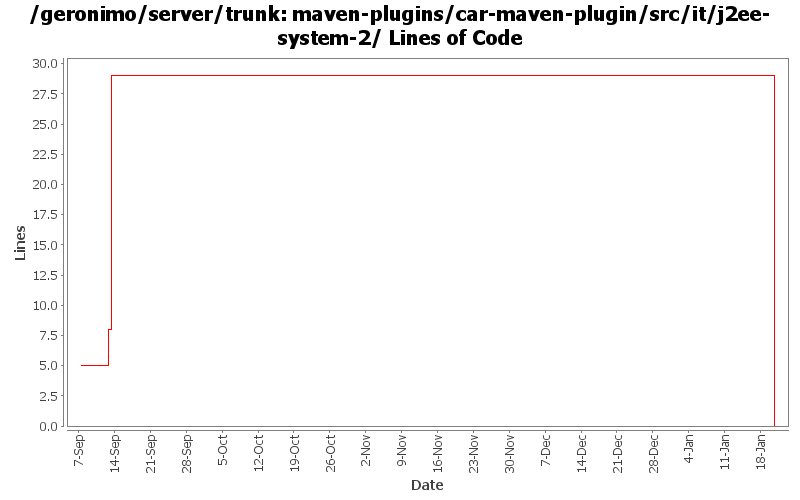 /geronimo/server/trunk: maven-plugins/car-maven-plugin/src/it/j2ee-
system-2/ Lines of Code
30.0
27.5
25.0
22.5
20.0
17.5
15.0
12.5
10.0
7.5
5.0
2.5
0.0
Lines
7-Sep
14-Sep
21-Sep
28-Sep
5-Oct
12-Oct
19-Oct
26-Oct
2-Nov
9-Nov
16-Nov
23-Nov
30-Nov
7-Dec
14-Dec
21-Dec
28-Dec
4-Jan
11-Jan
18-Jan
Date